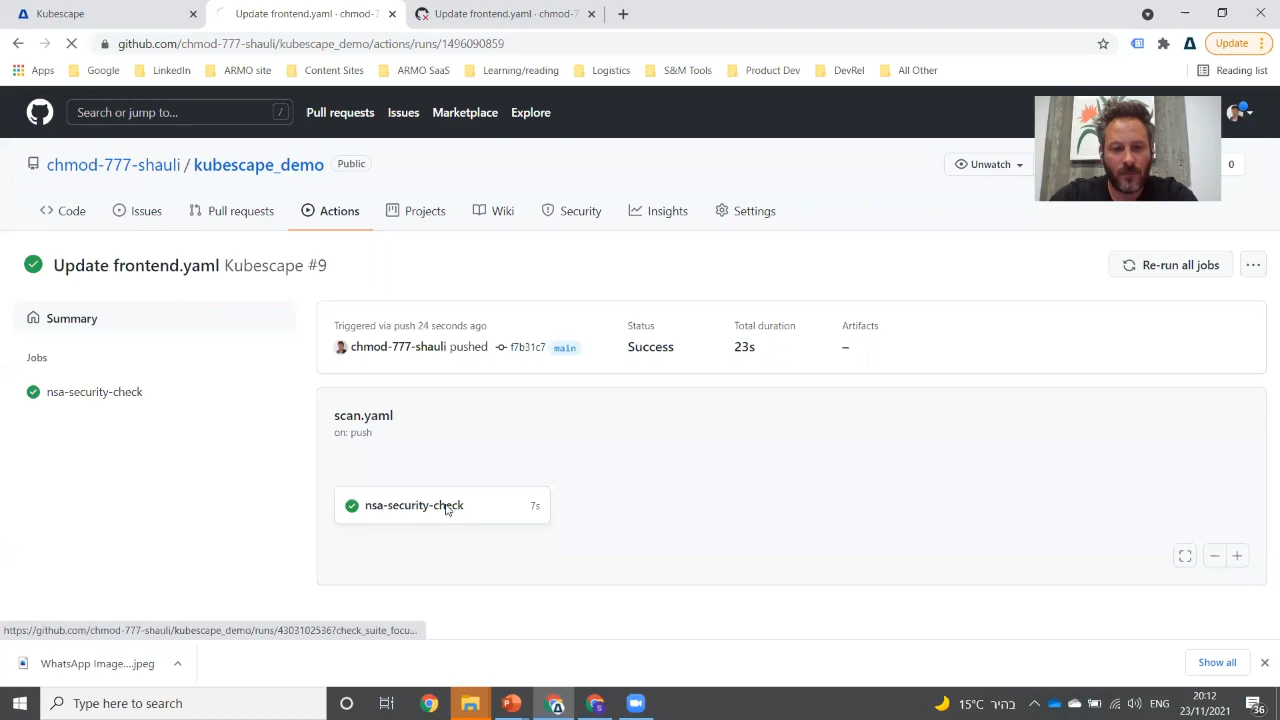 Kubescape
Update frontend.yaml · chmod-7
Update frontend.yaml · chmod-7
github.com/chmod-777-shauli/kubescape_demo/actions/runs/1496090859
Update
Apps
Google
LinkedIn
ARMO site
Content Sites
ARMO SaaS
Learning/reading
Logistics
S&M Tools
Product Dev
DevRel
All Other
Reading list
Search or jump to...
/
Pull requests
Issues
Marketplace
Explore
chmod-777-shauli / kubescape_demo
Public
Unwatch
0
Code
Issues
Pull requests
Actions
Projects
Wiki
Security
Insights
Settings
Update frontend.yaml Kubescape #9
Re-run all jobs
Summary
Jobs
nsa-security-check
Triggered via push 24 seconds ago
chmod-777-shauli pushed f7b31c7 main
Status
Success
Total duration
23s
Artifacts
–
scan.yaml
on: push
nsa-security-check
7s
https://github.com/chmod-777-shauli/kubescape_demo/runs/4303102536?check_suite_focu...
WhatsApp Image....jpeg
Show all
Type here to search
15°C בהיר
ENG
20:12
23/11/2021
36